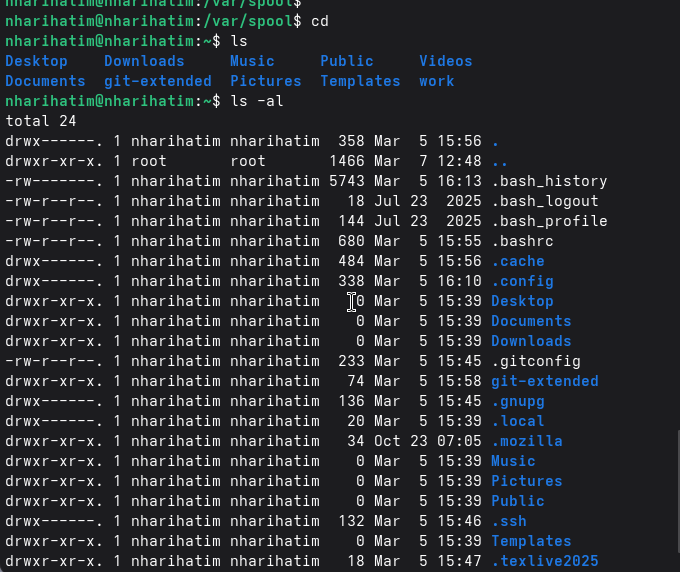 nharihatim@nharihatim:/var/spool$
nharihatim@nharihatim:/var/spool$ cd
nharihatim@nharihatim:~$ ls
Desktop    Downloads     Music     Public     Videos
Documents  git-extended  Pictures  Templates  work
nharihatim@nharihatim:~$ ls -al
total 24
drwx------. 1 nharihatim nharihatim  358 Mar  5 15:56 .
drwxr-xr-x. 1 root       root       1466 Mar  7 12:48 ..
-rw-------. 1 nharihatim nharihatim 5743 Mar  5 16:13 .bash_history
-rw-r--r--. 1 nharihatim nharihatim   18 Jul 23  2025 .bash_logout
-rw-r--r--. 1 nharihatim nharihatim  144 Jul 23  2025 .bash_profile
-rw-r--r--. 1 nharihatim nharihatim  680 Mar  5 15:55 .bashrc
drwx------. 1 nharihatim nharihatim  484 Mar  5 15:56 .cache
drwx------. 1 nharihatim nharihatim  338 Mar  5 16:10 .config
drwxr-xr-x. 1 nharihatim nharihatim    0 Mar  5 15:39 Desktop
drwxr-xr-x. 1 nharihatim nharihatim    0 Mar  5 15:39 Documents
drwxr-xr-x. 1 nharihatim nharihatim    0 Mar  5 15:39 Downloads
-rw-r--r--. 1 nharihatim nharihatim  233 Mar  5 15:45 .gitconfig
drwxr-xr-x. 1 nharihatim nharihatim   74 Mar  5 15:58 git-extended
drwx------. 1 nharihatim nharihatim  136 Mar  5 15:45 .gnupg
drwx------. 1 nharihatim nharihatim   20 Mar  5 15:39 .local
drwxr-xr-x. 1 nharihatim nharihatim   34 Oct 23 07:05 .mozilla
drwxr-xr-x. 1 nharihatim nharihatim    0 Mar  5 15:39 Music
drwxr-xr-x. 1 nharihatim nharihatim    0 Mar  5 15:39 Pictures
drwxr-xr-x. 1 nharihatim nharihatim    0 Mar  5 15:39 Public
drwx------. 1 nharihatim nharihatim  132 Mar  5 15:46 .ssh
drwxr-xr-x. 1 nharihatim nharihatim    0 Mar  5 15:39 Templates
drwxr-xr-x. 1 nharihatim nharihatim   18 Mar  5 15:47 .texlive2025